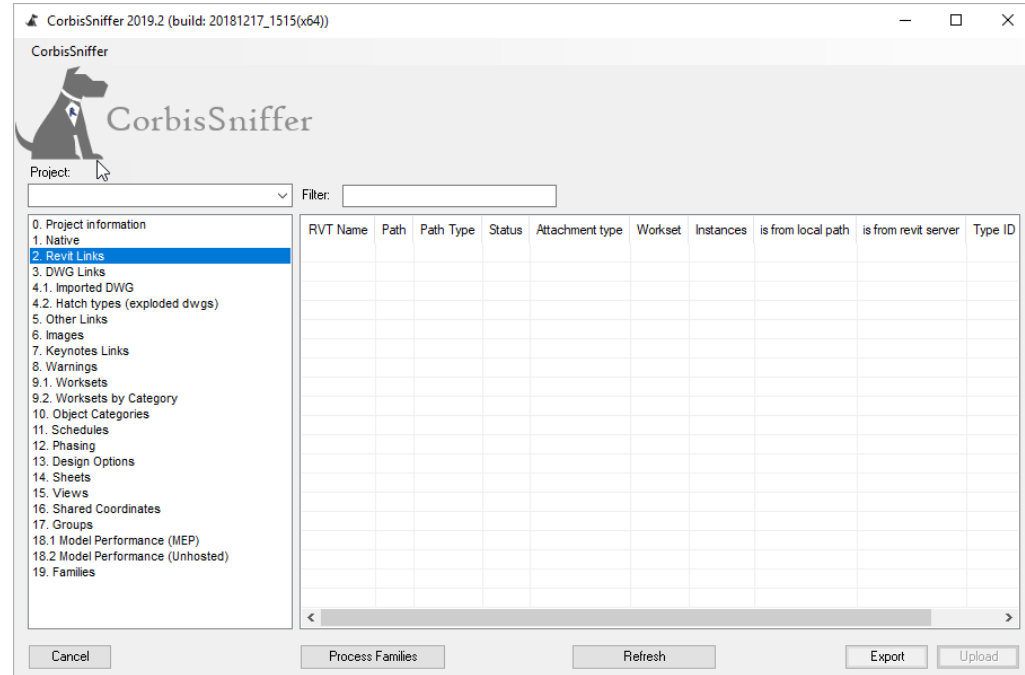 CorbisSniffer 2019.2 (build: 20181217_1515(x64))
CorbisSniffer
CorbisSniffer
Project:
Filter:
0. Project information
1. Native
2. Revit Links
3. DWG Links
4.1. Imported DWG
4.2. Hatch types (exploded dwgs)
5. Other Links
6. Images
7. Keynotes Links
8. Warnings
9.1. Worksets
9.2. Worksets by Category
10. Object Categories
11. Schedules
12. Phasing
13. Design Options
14. Sheets
15. Views
16. Shared Coordinates
17. Groups
18.1 Model Performance (MEP)
18.2 Model Performance (Unhosted)
19. Families
RVT Name Path Path Type Status Attachment type Workset Instances is from local path is from revit server Type ID
Cancel Process Families Refresh Export Upload